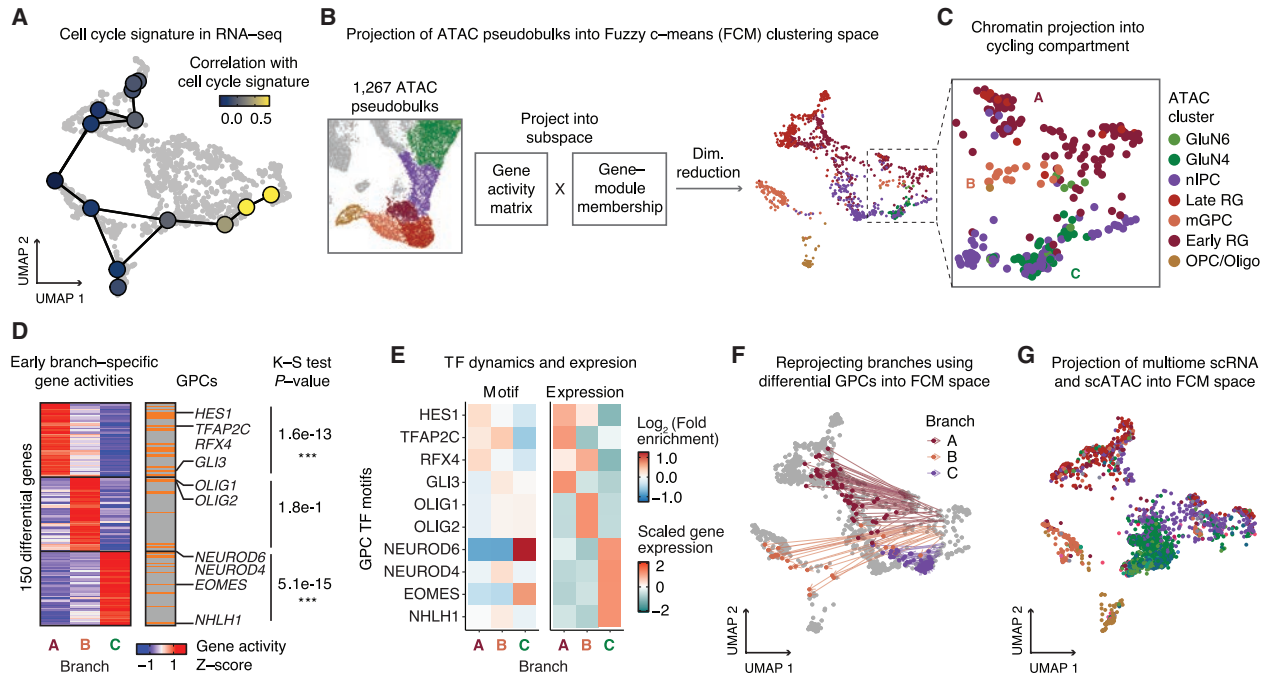 A
Cell cycle signature in RNA–seq
Correlation with
cell cycle signature
0.0 0.5
UMAP 2
UMAP 1
B
Projection of ATAC pseudobulks into Fuzzy c–means (FCM) clustering space
1,267 ATAC
pseudobulks
Project into
subspace
Gene
activity
matrix
X
Gene–
module
membership
Dim.
reduction
C
Chromatin projection into
cycling compartment
A
B
C
ATAC
cluster
GluN6
GluN4
nIPC
Late RG
mGPC
Early RG
OPC/Oligo
D
Early branch–specific
gene activities
GPCs
K–S test
P–value
150 differential genes
HES1
TFAP2C
RFX4
GLI3
OLIG1
OLIG2
NEUROD6
NEUROD4
EOMES
NHLH1
1.6e-13
***
1.8e-1
5.1e-15
***
A B C
Branch
−1 1
Gene activity
Z–score
E
TF dynamics and expresion
Motif Expression
GPC TF motifs
HES1
TFAP2C
RFX4
GLI3
OLIG1
OLIG2
NEUROD6
NEUROD4
EOMES
NHLH1
A B C A B C
Branch
Log2 (Fold
enrichment)
1.0
0
−1.0
Scaled gene
expression
2
0
−2
F
Reprojecting branches using
differential GPCs into FCM space
Branch
A
B
C
UMAP 2
UMAP 1
G
Projection of multiome scRNA
and scATAC into FCM space
UMAP 2
UMAP 1